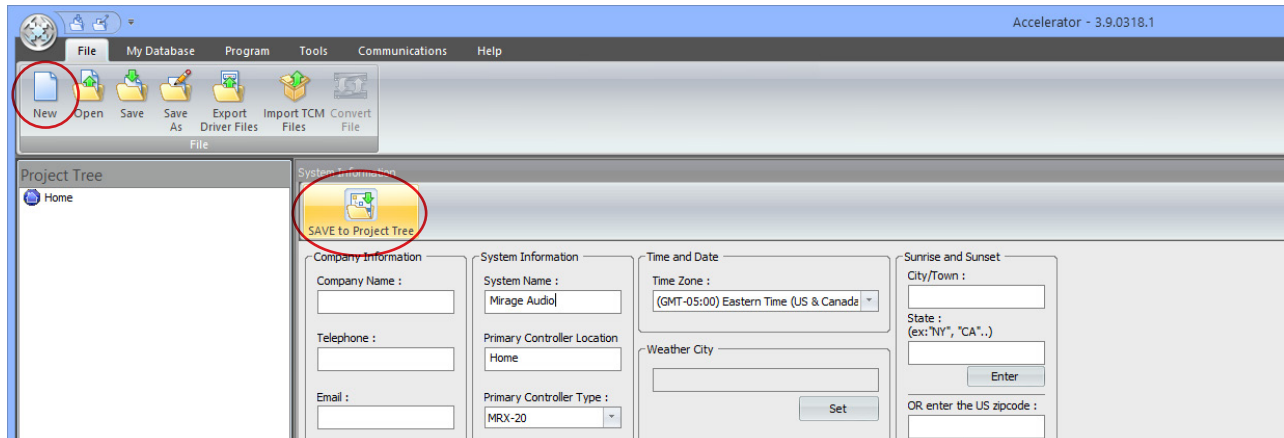 Accelerator - 3.9.0318.1
File My Database Program Tools Communications Help
New Open Save Save As Export Driver Files Import TCM Files Convert File
File
Project Tree
Home
System Information
SAVE to Project Tree
Company Information
Company Name :
Telephone :
Email :
System Information
System Name :
Mirage Audio
Primary Controller Location
Home
Primary Controller Type :
MRX-20
Time and Date
Time Zone :
(GMT-05:00) Eastern Time (US & Canada
Weather City
Set
Sunrise and Sunset
City/Town :
State :
(ex:"NY", "CA"..)
Enter
OR enter the US zipcode :